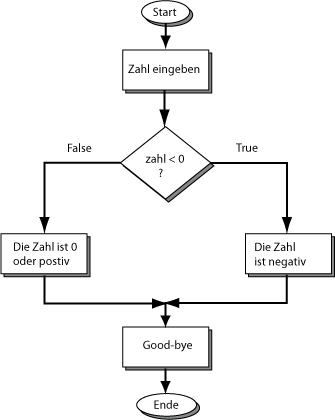 Start
Zahl eingeben
False
True
zahl < 0
?
Die Zahl ist 0
oder postiv
Die Zahl
ist negativ
Good-bye
Ende